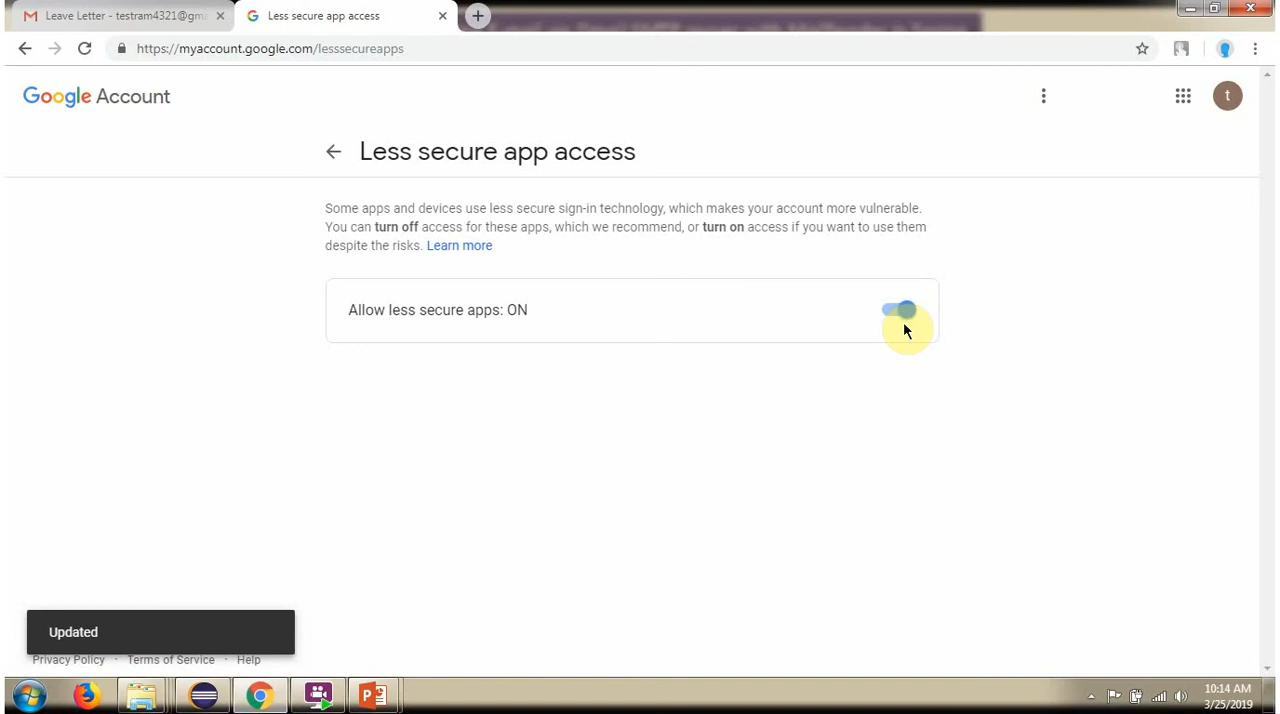 Leave Letter - testram4321@gm
Less secure app access
https://myaccount.google.com/lesssecureapps
Google Account
t
Less secure app access
Some apps and devices use less secure sign-in technology, which makes your account more vulnerable.
You can turn off access for these apps, which we recommend, or turn on access if you want to use them
despite the risks. Learn more
Allow less secure apps: ON
Updated
Privacy Policy · Terms of Service · Help
10:14 AM
3/25/2019